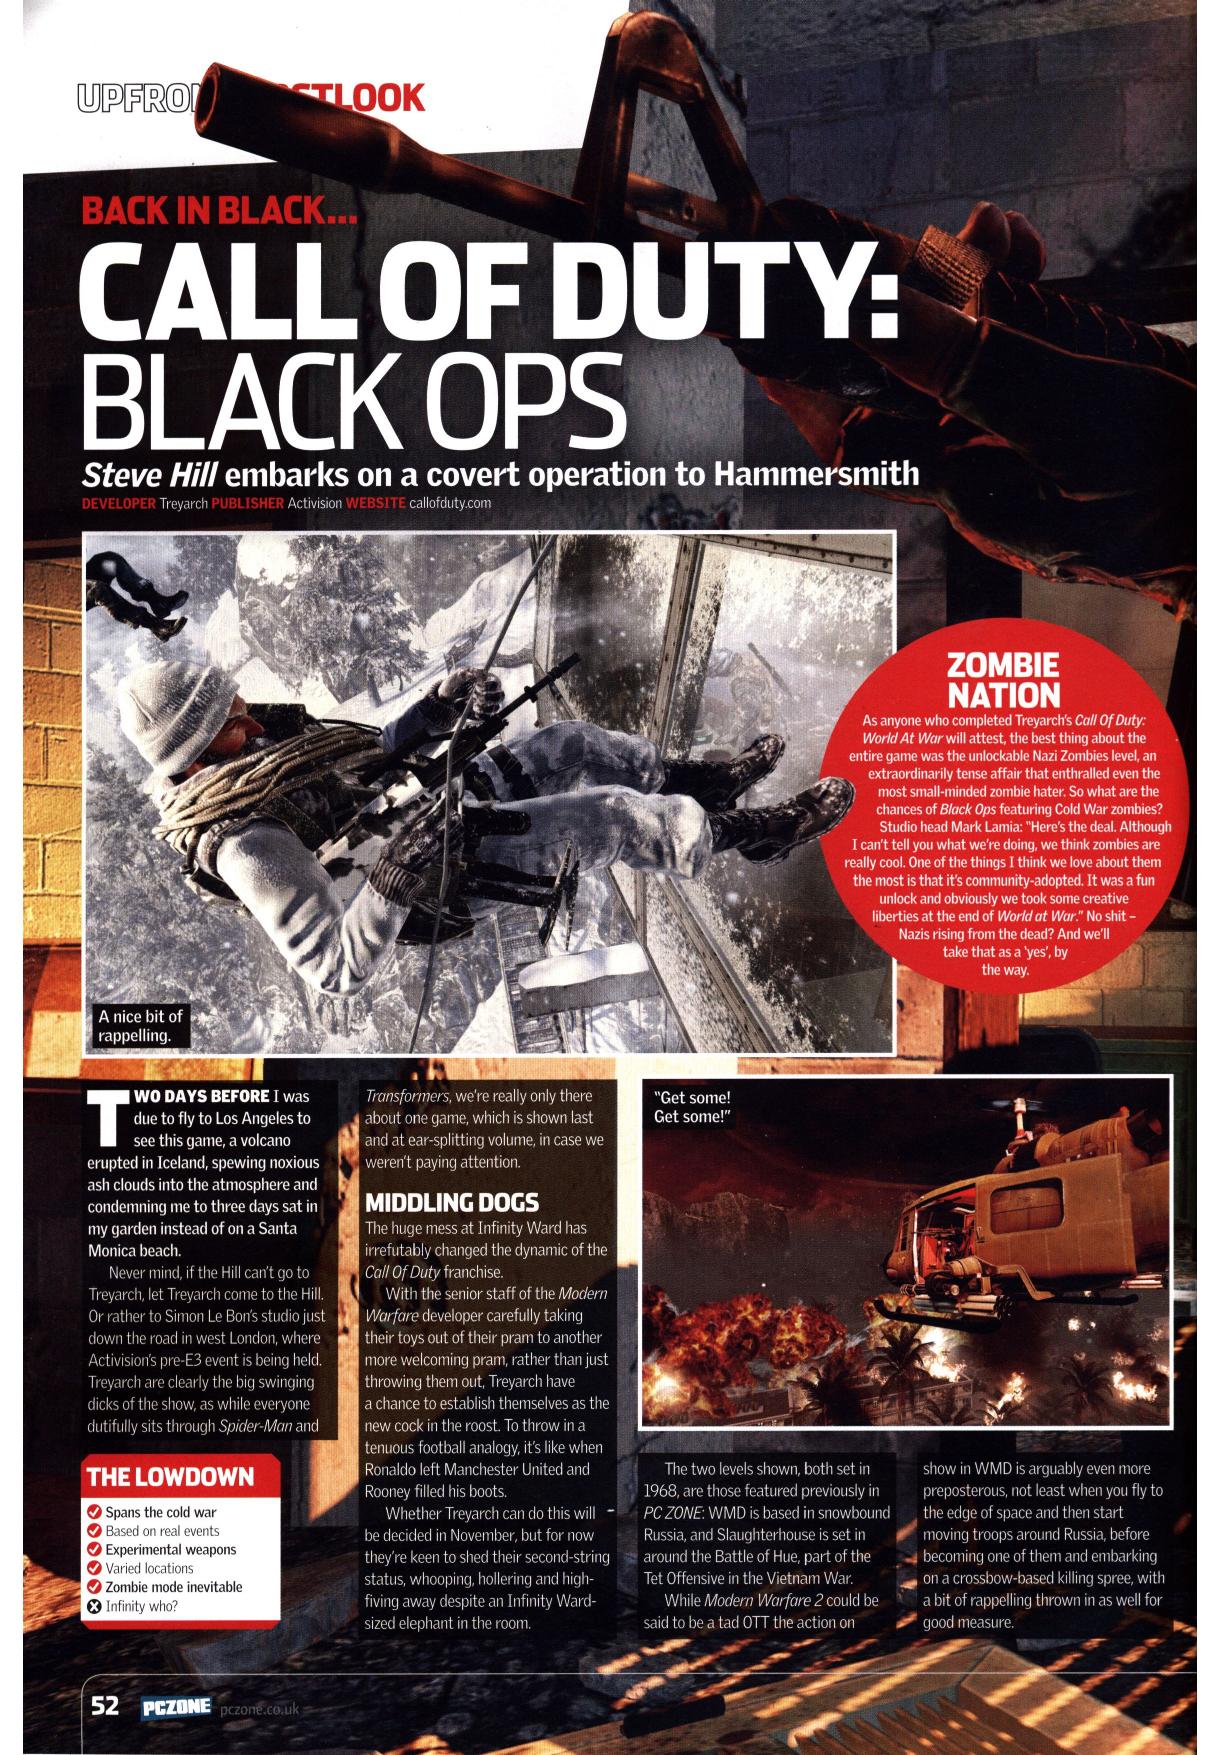 UPFRONT FIRSTLOOK
BACK IN BLACK...
CALL OF DUTY:
BLACK OPS
Steve Hill embarks on a covert operation to Hammersmith
DEVELOPER Treyarch PUBLISHER Activision WEBSITE callofduty.com
A nice bit of
rappelling.
ZOMBIE
NATION
As anyone who completed Treyarch's Call Of Duty:
World At War will attest, the best thing about the
entire game was the unlockable Nazi Zombies level, an
extraordinarily tense affair that enthralled even the
most small-minded zombie hater. So what are the
chances of Black Ops featuring Cold War zombies?
Studio head Mark Lamia: "Here's the deal. Although
I can't tell you what we're doing, we think zombies are
really cool. One of the things I think we love about them
the most is that it's community-adopted. It was a fun
unlock and obviously we took some creative
liberties at the end of World at War." No shit –
Nazis rising from the dead? And we'll
take that as a 'yes', by
the way.
TWO DAYS BEFORE I was
due to fly to Los Angeles to
see this game, a volcano
erupted in Iceland, spewing noxious
ash clouds into the atmosphere and
condemning me to three days sat in
my garden instead of on a Santa
Monica beach.
Never mind, if the Hill can't go to
Treyarch, let Treyarch come to the Hill.
Or rather to Simon Le Bon's studio just
down the road in west London, where
Activision's pre-E3 event is being held.
Treyarch are clearly the big swinging
dicks of the show, as while everyone
dutifully sits through Spider-Man and
THE LOWDOWN
Spans the cold war
Based on real events
Experimental weapons
Varied locations
Zombie mode inevitable
Infinity who?
Transformers, we're really only there
about one game, which is shown last
and at ear-splitting volume, in case we
weren't paying attention.
MIDDLING DOGS
The huge mess at Infinity Ward has
irrefutably changed the dynamic of the
Call Of Duty franchise.
With the senior staff of the Modern
Warfare developer carefully taking
their toys out of their pram to another
more welcoming pram, rather than just
throwing them out, Treyarch have
a chance to establish themselves as the
new cock in the roost. To throw in a
tenuous football analogy, it's like when
Ronaldo left Manchester United and
Rooney filled his boots.
Whether Treyarch can do this will
be decided in November, but for now
they're keen to shed their second-string
status, whooping, hollering and high-
fiving away despite an Infinity Ward-
sized elephant in the room.
"Get some!
Get some!"
The two levels shown, both set in
1968, are those featured previously in
PC ZONE: WMD is based in snowbound
Russia, and Slaughterhouse is set in
around the Battle of Hue, part of the
Tet Offensive in the Vietnam War.
While Modern Warfare 2 could be
said to be a tad OTT the action on
show in WMD is arguably even more
preposterous, not least when you fly to
the edge of space and then start
moving troops around Russia, before
becoming one of them and embarking
on a crossbow-based killing spree, with
a bit of rappelling thrown in as well for
good measure.
52 PCZONE pczone.co.uk